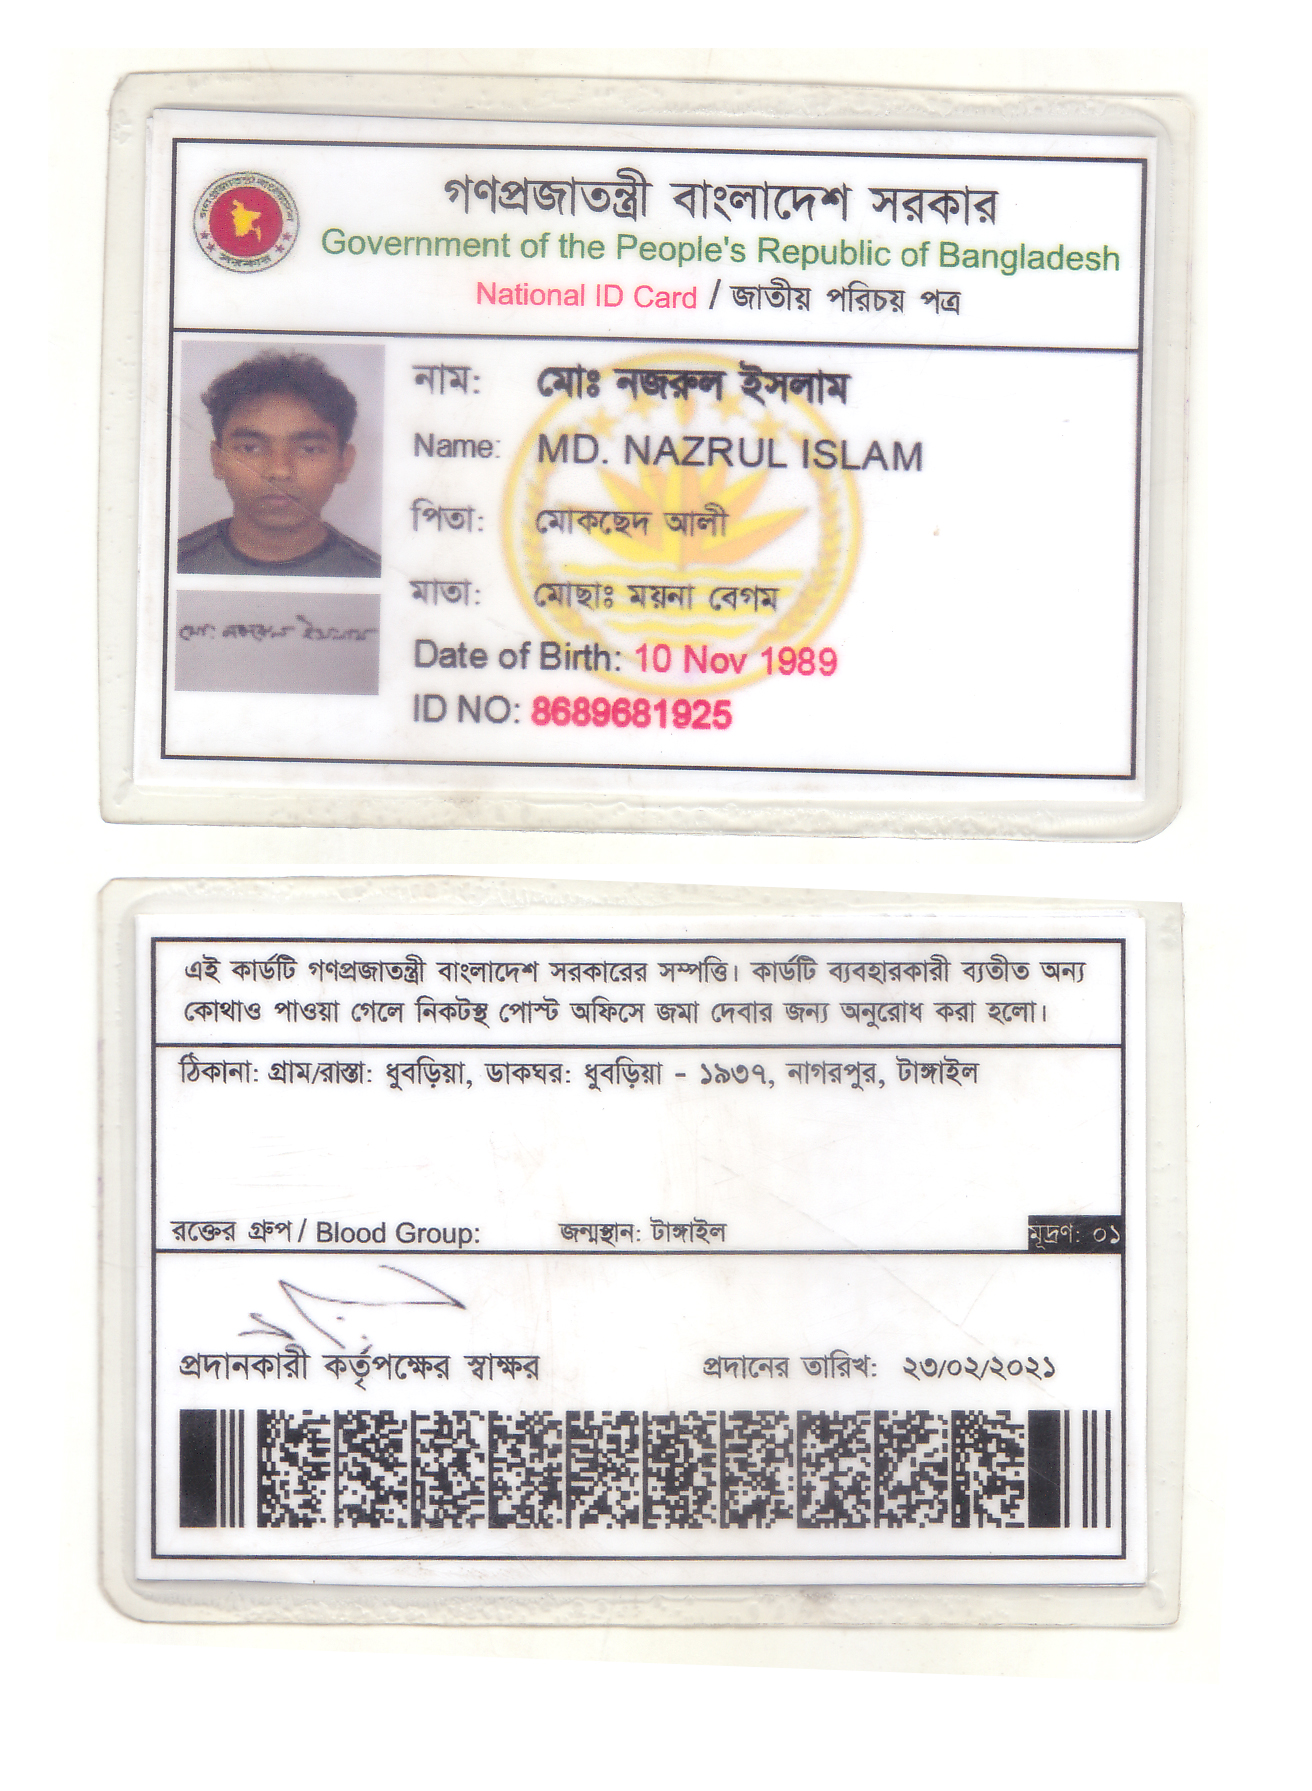 গণপ্রজাতন্ত্রী বাংলাদেশ সরকার
Government of the People's Republic of Bangladesh
National ID Card / জাতীয় পরিচয় পত্র
নাম: মোঃ নজরুল ইসলাম
Name: MD. NAZRUL ISLAM
পিতা: মোকছেদ আলী
মাতা: মোছাঃ ময়না বেগম
মো: নজরুল ইসলাম
Date of Birth: 10 Nov 1989
ID NO: 8689681925
এই কার্ডটি গণপ্রজাতন্ত্রী বাংলাদেশ সরকারের সম্পত্তি। কার্ডটি ব্যবহারকারী ব্যতীত অন্য
কোথাও পাওয়া গেলে নিকটস্থ পোস্ট অফিসে জমা দেবার জন্য অনুরোধ করা হলো।
ঠিকানা: গ্রাম/রাস্তা: ধুবড়িয়া, ডাকঘর: ধুবড়িয়া - ১৯৩৭, নাগরপুর, টাঙ্গাইল
রক্তের গ্রুপ / Blood Group: জন্মস্থান: টাঙ্গাইল মূদ্রণ: ০১
প্রদানকারী কর্তৃপক্ষের স্বাক্ষর প্রদানের তারিখ: ২৩/০২/২০২১